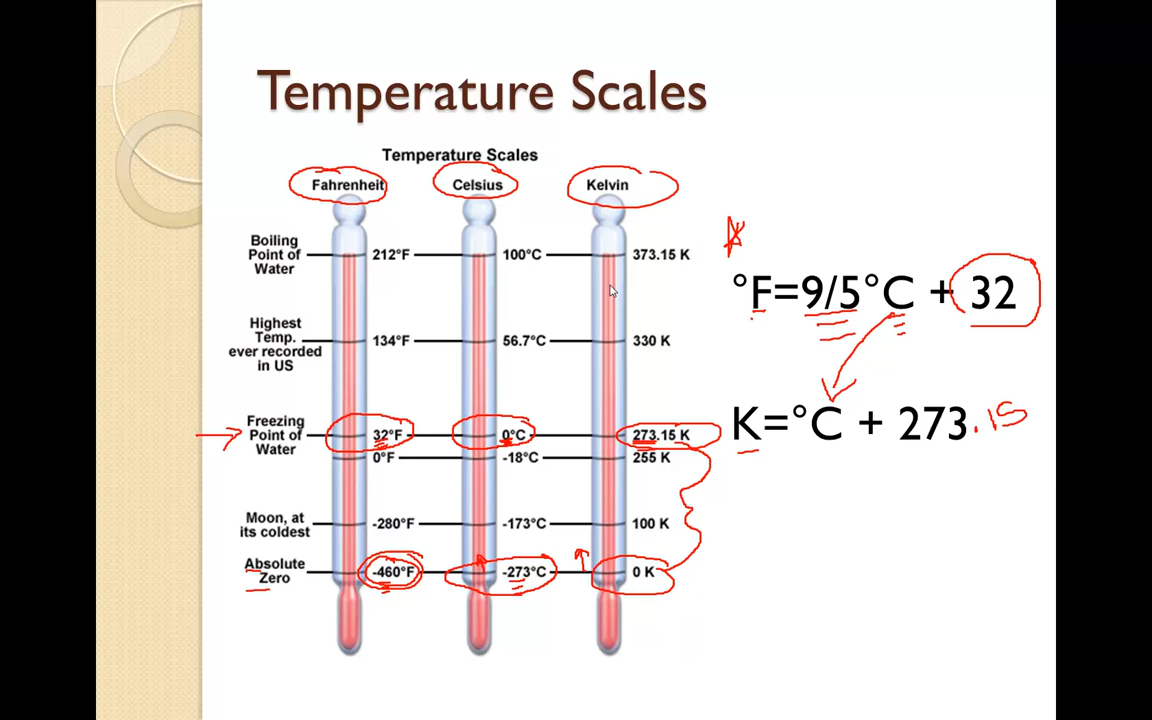 Temperature Scales
Temperature Scales
Fahrenheit Celsius Kelvin
Boiling
Point of
Water
212°F 100°C 373.15 K
Highest
Temp.
ever recorded
in US
134°F 56.7°C 330 K
Freezing
Point of
Water
32°F 0°C 273.15 K
0°F -18°C 255 K
Moon, at
its coldest
-280°F -173°C 100 K
Absolute
Zero
-460°F -273°C 0 K
°F=9/5°C + 32
K=°C + 273.15